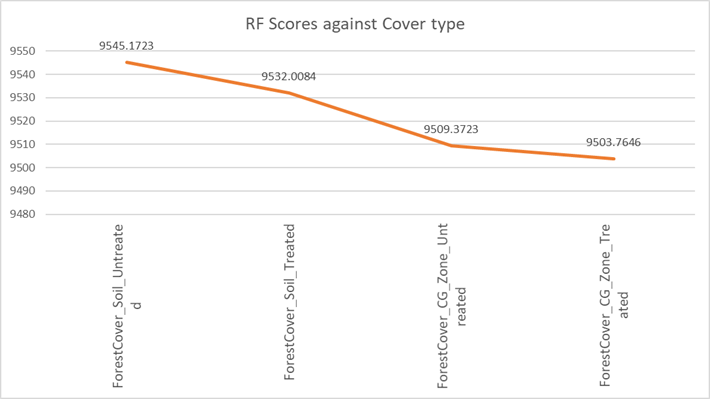 RF Scores against Cover type
9550
9540
9530
9520
9510
9500
9490
9480
9545.1723
9532.0084
9509.3723
9503.7646
ForestCover_Soil_Untreate
d
ForestCover_Soil_Treated
ForestCover_CG_Zone_Unt
reated
ForestCover_CG_Zone_Tre
ated